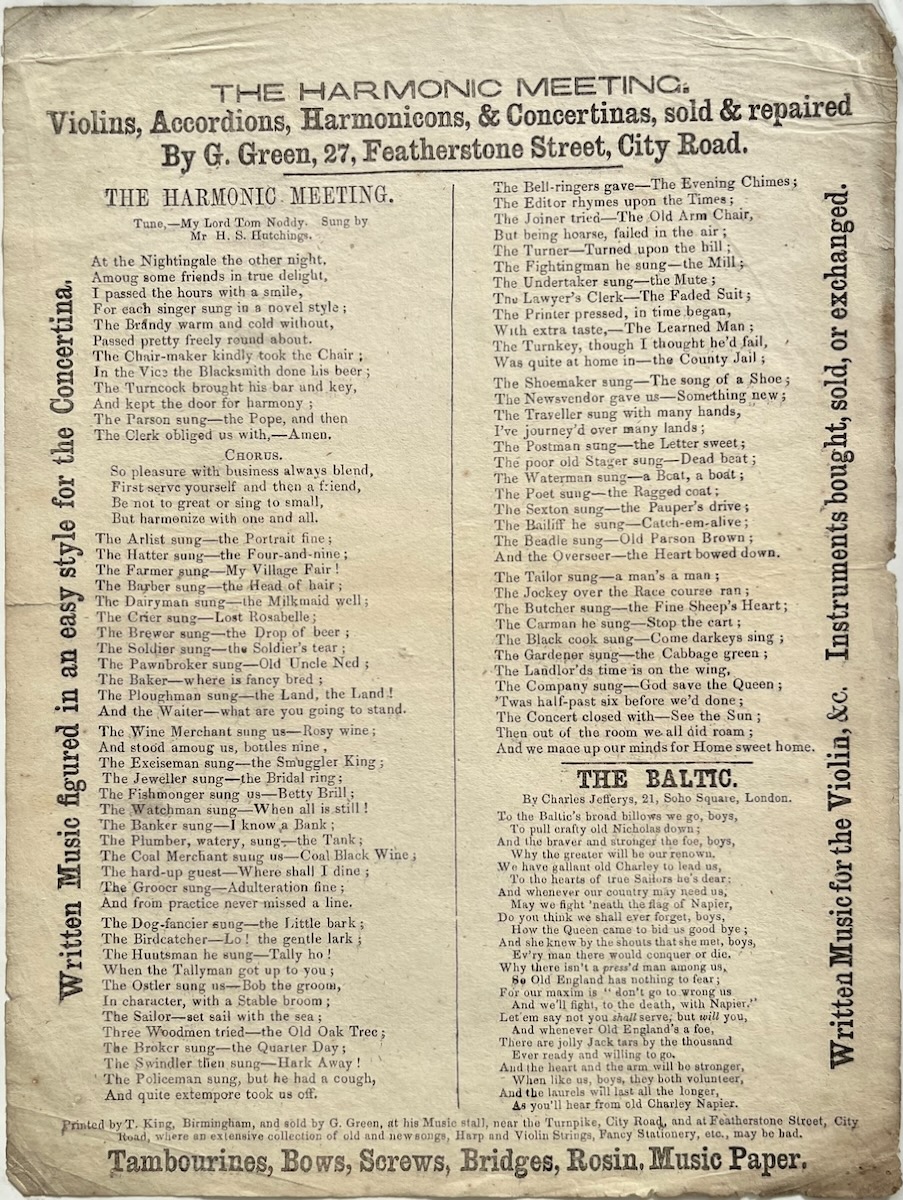 THE HARMONIC MEETING.
Violins, Accordions, Harmonicons, & Concertinas, sold & repaired
By G. Green, 27, Featherstone Street, City Road.
Written Music figured in an easy style for the Concertina.
THE HARMONIC MEETING.
Tune,—My Lord Tom Noddy. Sung by
Mr H. S. Hutchings.
At the Nightingale the other night,
Amoug some friends in true delight,
I passed the hours with a smile,
For each singer sung in a novel style;
The Brandy warm and cold without,
Passed pretty freely round about.
The Chair-maker kindly took the Chair;
In the Vice the Blacksmith done his beer;
The Turncock brought his bar and key,
And kept the door for harmony;
The Parson sung—the Pope, and then
The Clerk obliged us with,—Amen.
CHORUS.
So pleasure with business always blend,
First serve yourself and then a friend,
Be not to great or sing to small,
But harmonize with one and all.
The Artist sung—the Portrait fine;
The Hatter sung—the Four-and-nine;
The Farmer sung—My Village Fair!
The Barber sung—the Head of hair;
The Dairyman sung—the Milkmaid well;
The Crier sung—Lost Rosabelle;
The Brewer sung—the Drop of beer;
The Soldier sung—the Soldier's tear;
The Pawnbroker sung—Old Uncle Ned;
The Baker—where is fancy bred;
The Ploughman sung—the Land, the Land!
And the Waiter—what are you going to stand.
The Wine Merchant sung us—Rosy wine;
And stood amoug us, bottles nine,
The Exeiseman sung—the Smuggler King;
The Jeweller sung—the Bridal ring;
The Fishmonger sung us—Betty Brill;
The Watchman sung—When all is still!
The Banker sung—I know a Bank;
The Plumber, watery, sung—the Tank;
The Coal Merchant sung us—Coal Black Wine;
The hard-up guest—Where shall I dine;
The Grocer sung—Adulteration fine;
And from practice never missed a line.
The Dog-fancier sung—the Little bark;
The Birdcatcher—Lo! the gentle lark;
The Huutsman he sung—Tally ho!
When the Tallyman got up to you;
The Ostler sung us—Bob the groom,
In character, with a Stable broom;
The Sailor—set sail with the sea;
Three Woodmen tried—the Old Oak Tree;
The Broker sung—the Quarter Day;
The Swindler then sung—Hark Away!
The Policeman sung, but he had a cough,
And quite extempore took us off.
The Bell-ringers gave—The Evening Chimes;
The Editor rhymes upon the Times;
The Joiner tried—The Old Arm Chair,
But being hoarse, failed in the air;
The Turner—Turned upon the hill;
The Fightingman he sung—the Mill;
The Undertaker sung—the Mute;
The Lawyer's Clerk—The Faded Suit;
The Printer pressed, in time began,
With extra taste,—The Learned Man;
The Turnkey, though I thought he'd fail,
Was quite at home in—the County Jail;
The Shoemaker sung—The song of a Shoe;
The Newsvendor gave us—Something new;
The Traveller sung with many hands,
I've journey'd over many lands;
The Postman sung—the Letter sweet;
The poor old Stager sung—Dead beat;
The Waterman sung—a Boat, a boat;
The Poet sung—the Ragged coat;
The Sexton sung—the Pauper's drive;
The Bailiff he sung—Catch-em-alive;
The Beadle sung—Old Parson Brown;
And the Overseer—the Heart bowed down.
The Tailor sung—a man's a man;
The Jockey over the Race course ran;
The Butcher sung—the Fine Sheep's Heart;
The Carman he sung—Stop the cart;
The Black cook sung—Come darkeys sing;
The Gardener sung—the Cabbage green;
The Landlor'ds time is on the wing,
The Company sung—God save the Queen;
'Twas half-past six before we'd done;
The Concert closed with—See the Sun;
Then out of the room we all did roam;
And we made up our minds for Home sweet home.
THE BALTIC.
By Charles Jefferys, 21, Soho Square, London.
To the Baltic's broad billows we go, boys,
To pull crafty old Nicholas down;
And the braver and stronger the foe, boys,
Why the greater will be our renown.
We have gallant old Charley to lead us,
To the hearts of true Sailors he's dear;
And whenever our country may need us,
May we fight 'neath the flag of Napier,
Do you think we shall ever forget, boys,
How the Queen came to bid us good bye;
And she knew by the shouts that she met, boys,
Ev'ry man there would conquer or die.
Why there isn't a press'd man among us,
So Old England has nothing to fear;
For our maxim is "don't go to wrong us
And we'll fight, to the death, with Napier."
Let 'em say not you shall serve, but will you,
And whenever Old England's a foe,
There are jolly Jack tars by the thousand
Ever ready and willing to go.
And the heart and the arm will be stronger,
When like us, boys, they both volunteer,
And the laurels will last all the longer,
As you'll hear from old Charley Napier.
Written Music for the Violin, &c. Instruments bought, sold, or exchanged.
Printed by T. King, Birmingham, and sold by G. Green, at his Music stall, near the Turnpike, City Road, and at Featherstone Street, City
Road, where an extensive collection of old and new songs, Harp and Violin Strings, Fancy Stationery, etc., may be had.
Tambourines, Bows, Screws, Bridges, Rosin, Music Paper.